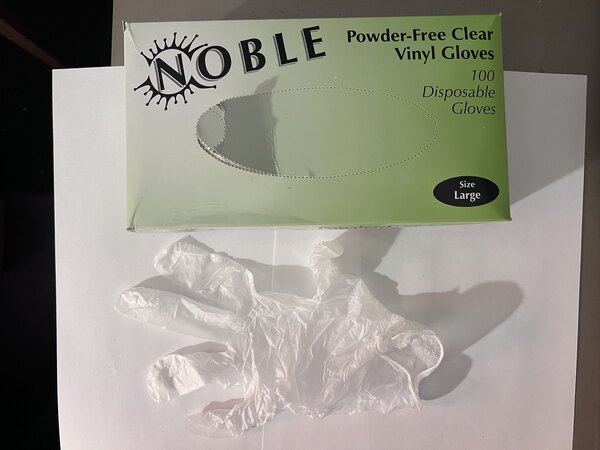 NOBLE
Powder-Free Clear
Vinyl Gloves
100
Disposable
Gloves
Size
Large